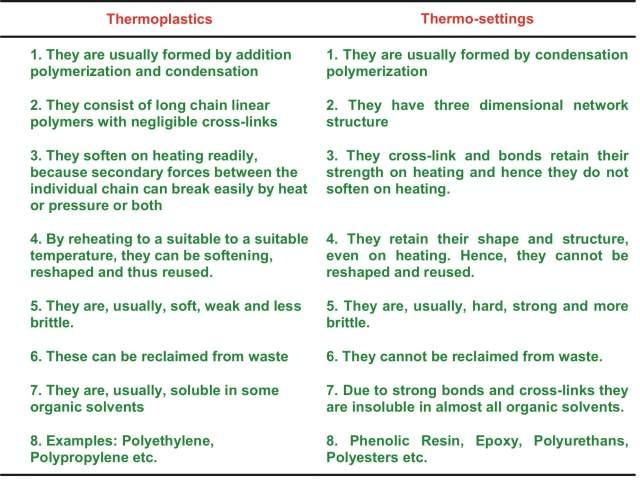 Thermoplastics
Thermo-settings
1. They are usually formed by addition
polymerization and condensation
1. They are usually formed by condensation
polymerization
2. They consist of long chain linear
polymers with negligible cross-links
2. They have three dimensional network
structure
3. They soften on heating readily,
because secondary forces between the
individual chain can break easily by heat
or pressure or both
3. They cross-link and bonds retain their
strength on heating and hence they do not
soften on heating.
4. By reheating to a suitable to a suitable
temperature, they can be softening,
reshaped and thus reused.
4. They retain their shape and structure,
even on heating. Hence, they cannot be
reshaped and reused.
5. They are, usually, soft, weak and less
brittle.
5. They are, usually, hard, strong and more
brittle.
6. These can be reclaimed from waste
6. They cannot be reclaimed from waste.
7. They are, usually, soluble in some
organic solvents
7. Due to strong bonds and cross-links they
are insoluble in almost all organic solvents.
8. Examples: Polyethylene,
Polypropylene etc.
8. Phenolic Resin, Epoxy, Polyurethans,
Polyesters etc.